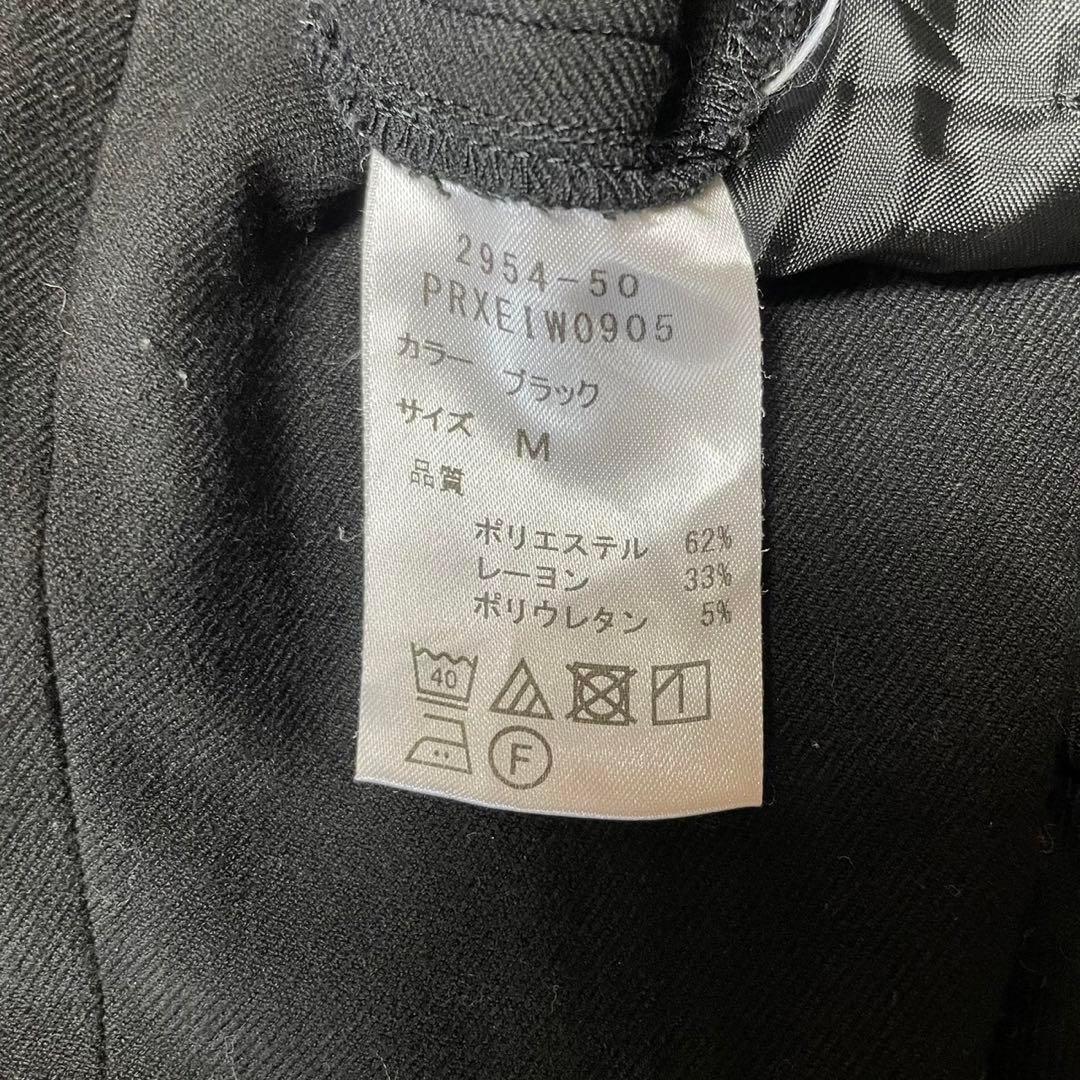 2954-50
PRXEIW0905
カラー ブラック
サイズ M
品質
ポリエステル 62%
レーヨン 33%
ポリウレタン 5%
40
F